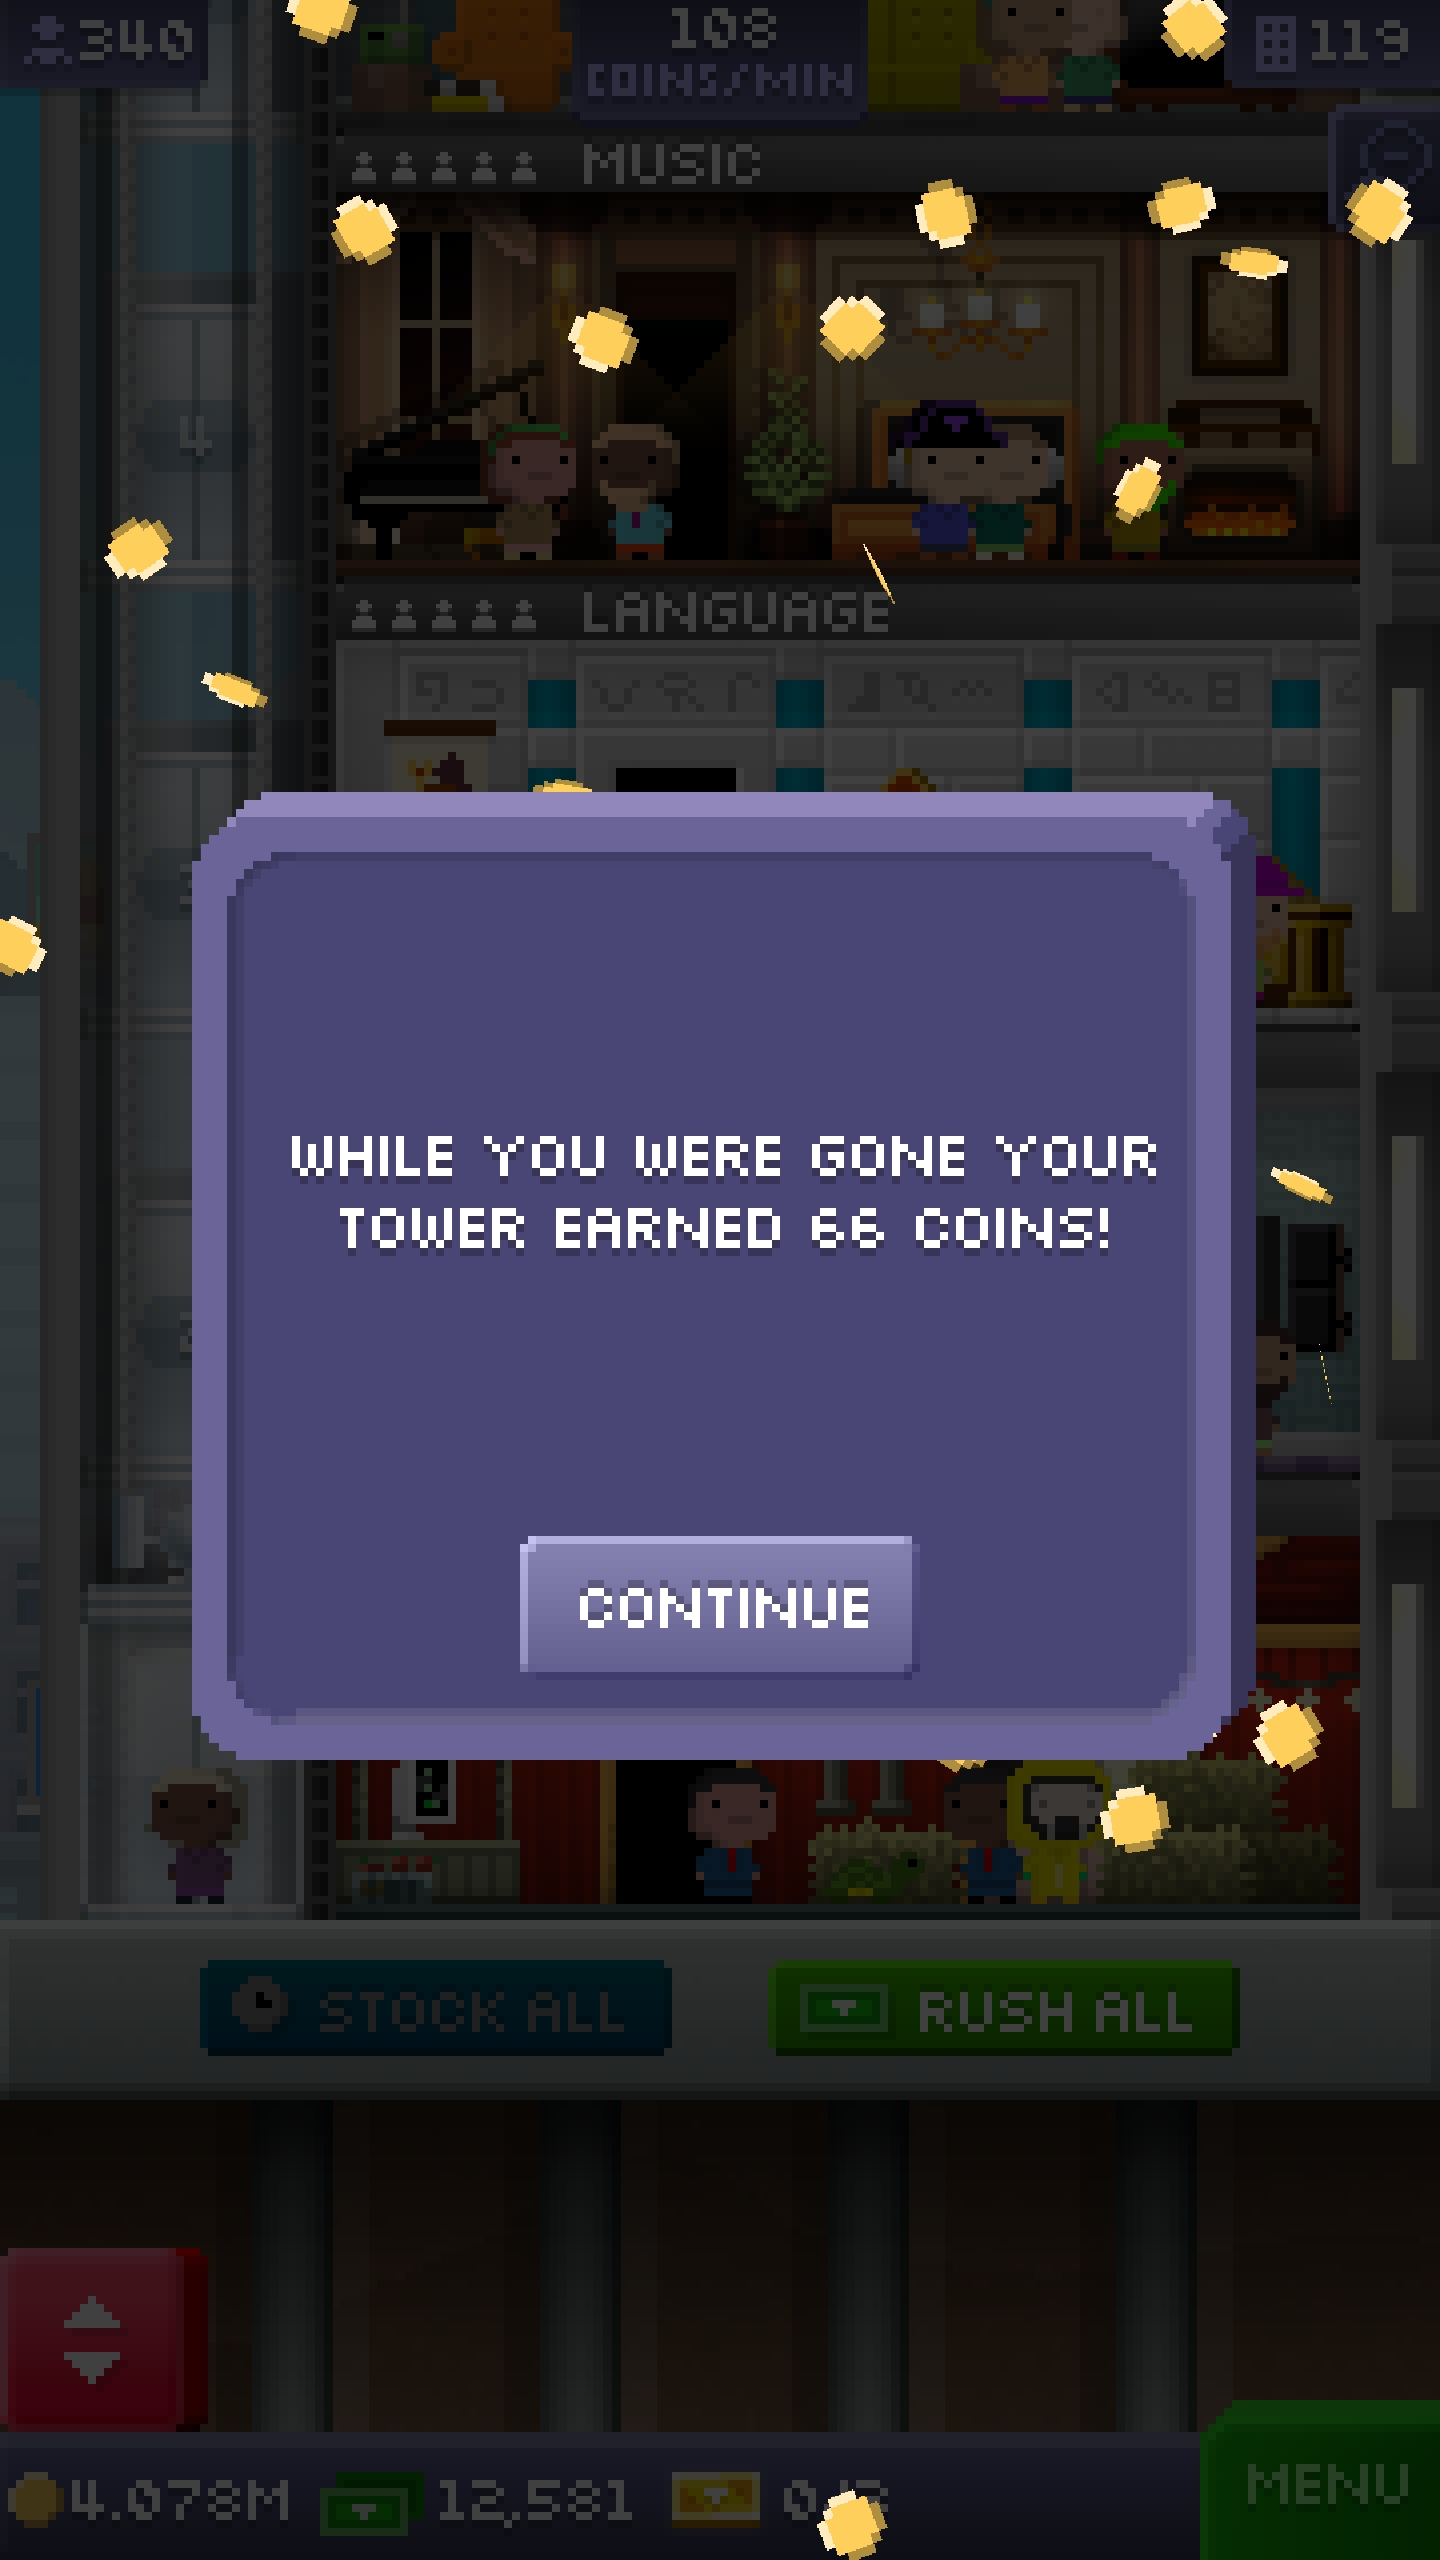 340
108
COINS/MIN
119
MUSIC
4
LANGUAGE
WHILE YOU WERE GONE YOUR
TOWER EARNED 66 COINS!
CONTINUE
STOCK ALL
RUSH ALL
4.078M
12,581
MENU